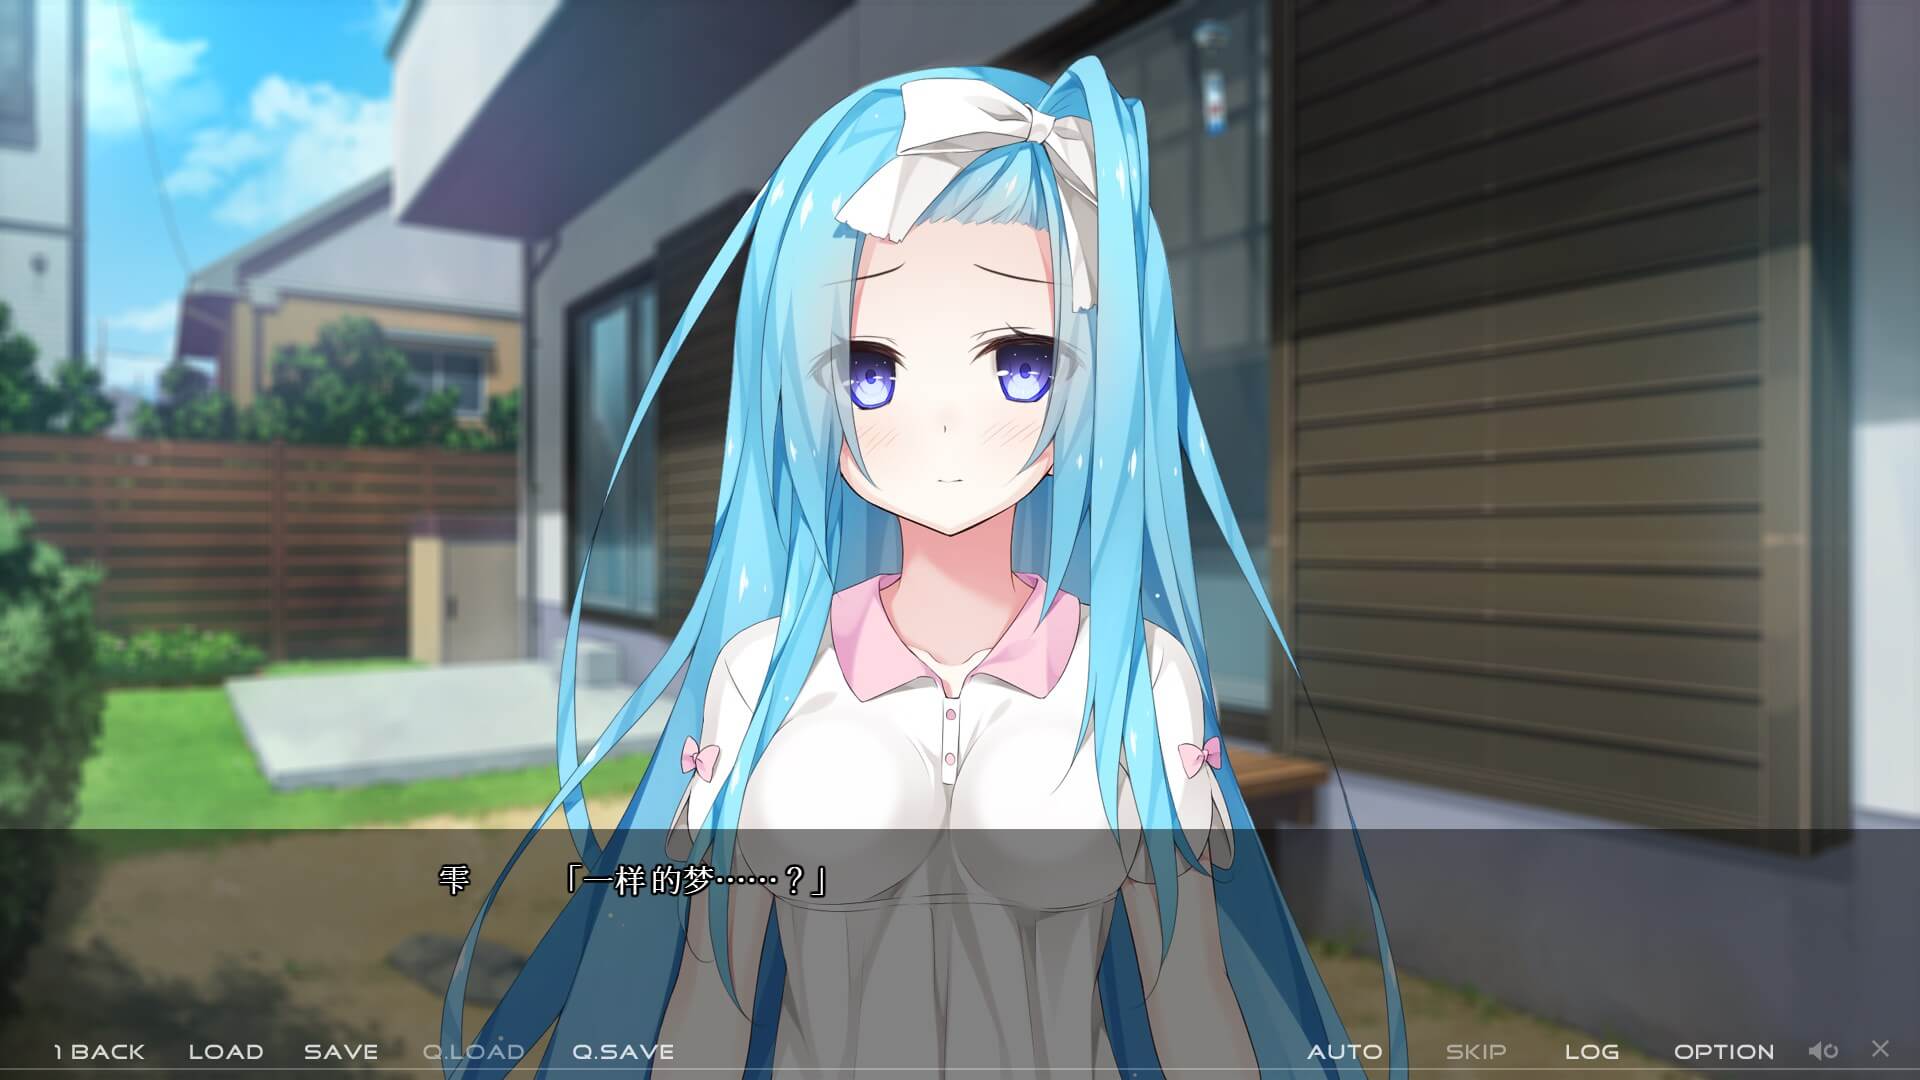 雫 「一样的梦……？」
1 BACK LOAD SAVE Q.LOAD Q.SAVE AUTO SKIP LOG OPTION